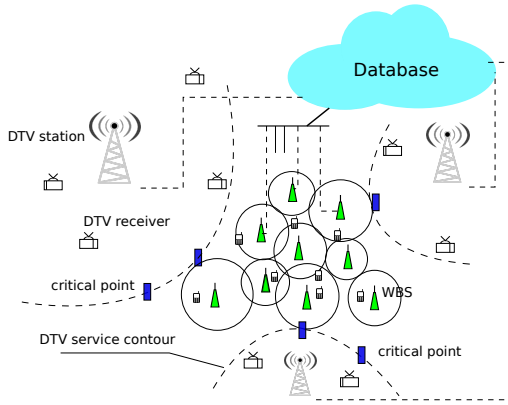 Database
DTV station
DTV receiver
critical point
WBS
DTV service contour
critical point